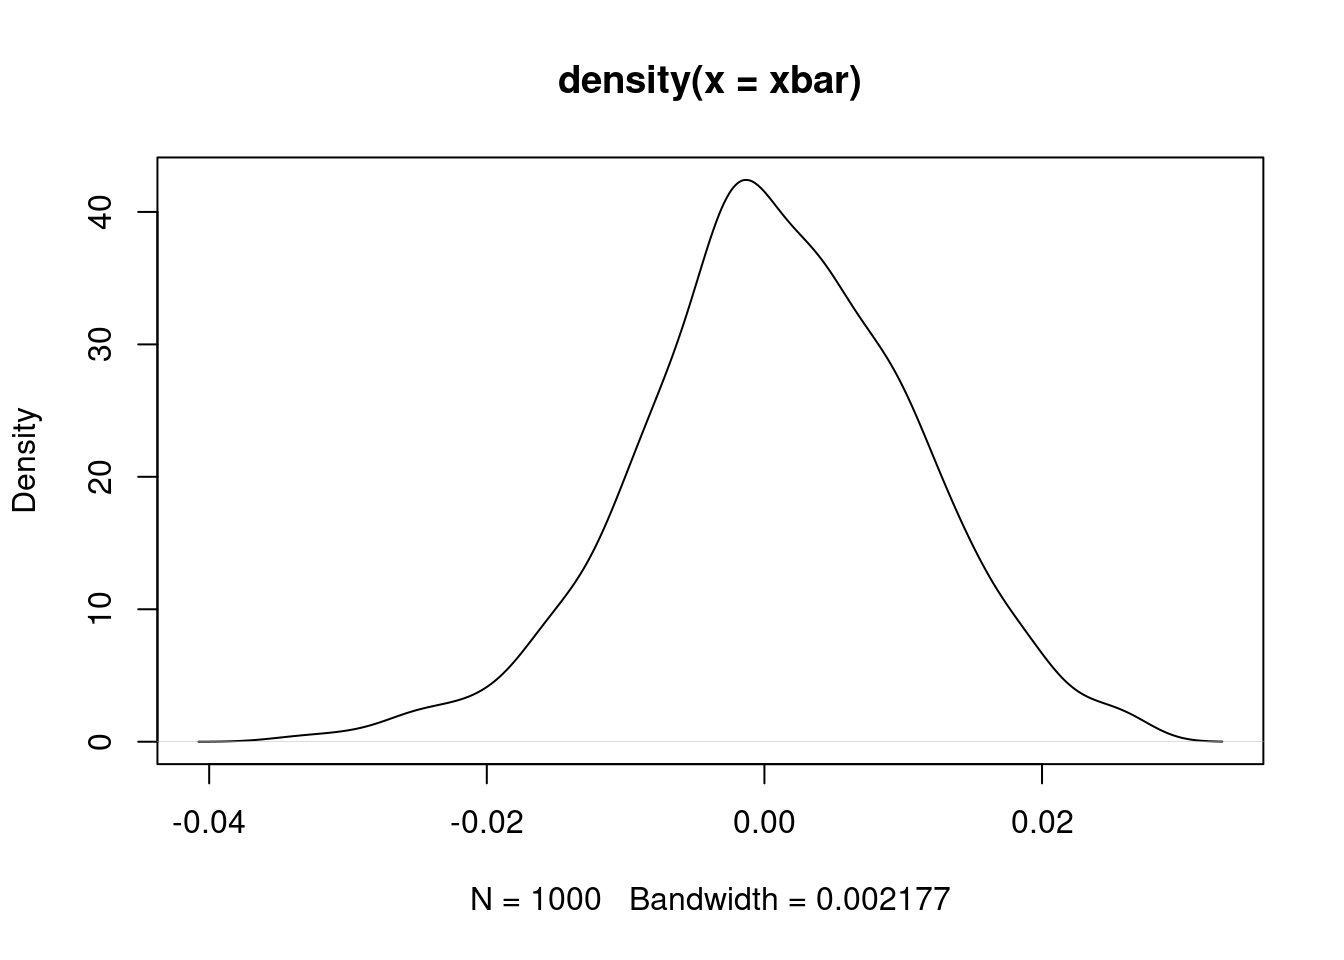 density(x = xbar)
Density
40
30
20
10
0
-0.04 -0.02 0.00 0.02
N = 1000 Bandwidth = 0.002177